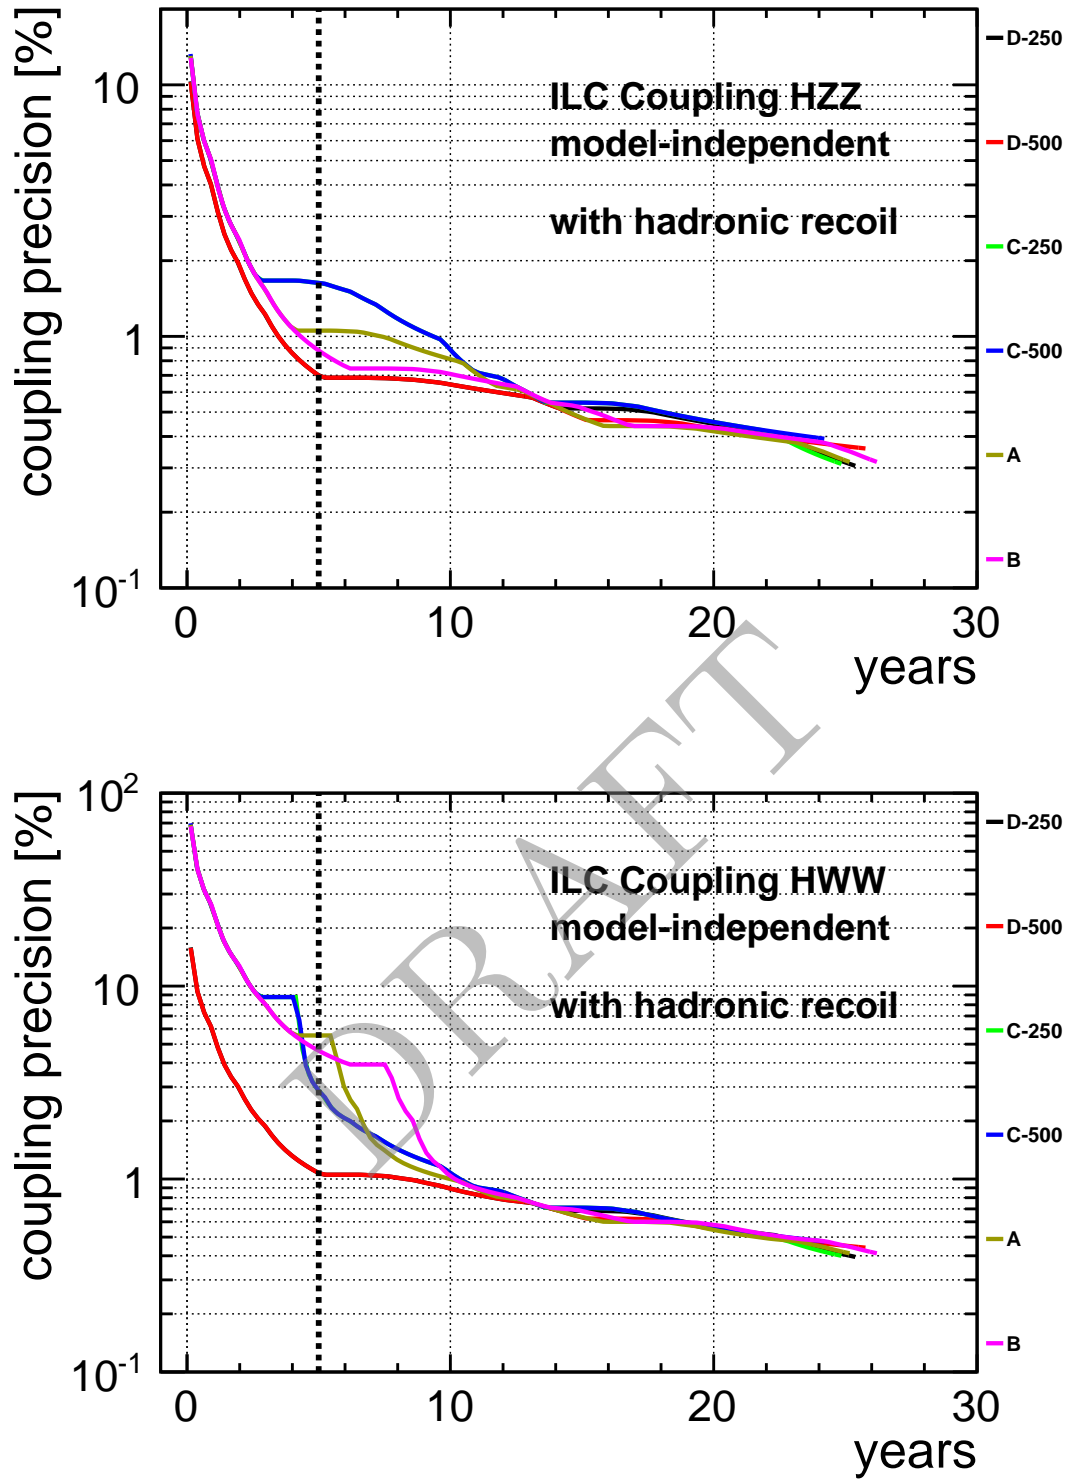 coupling precision [%]
10
1
10-1
ILC Coupling HZZ
model-independent
with hadronic recoil
0 10 20 30
years
D-250
D-500
C-250
C-500
A
B
DRAFT
coupling precision [%]
102
10
1
10-1
ILC Coupling HWW
model-independent
with hadronic recoil
0 10 20 30
years
D-250
D-500
C-250
C-500
A
B